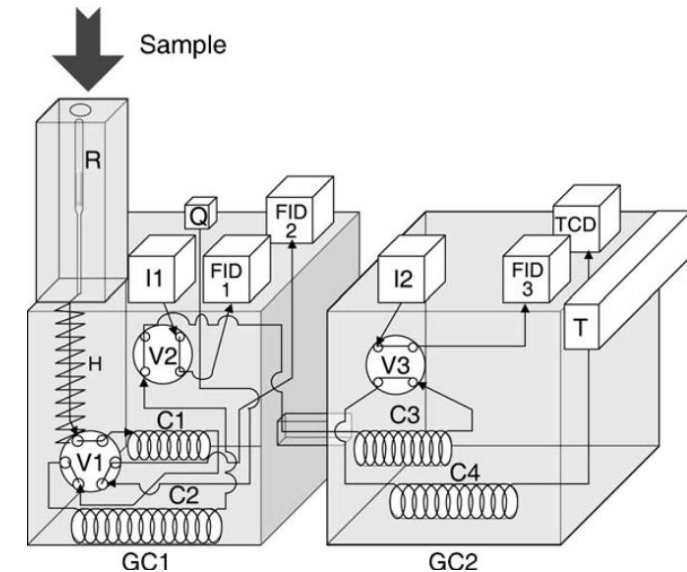 Sample
R
Q
FID
2
I1
FID
1
TCD
I2
FID
3
T
H
V2
V3
C1
C3
V1
C2
C4
GC1
GC2